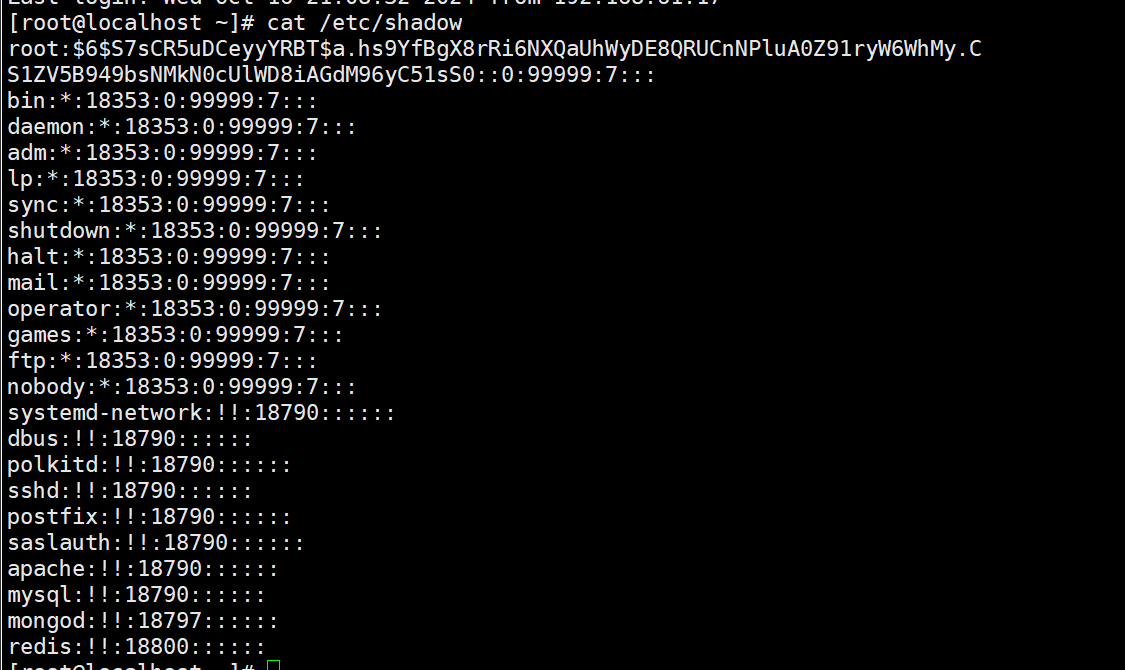 [root@localhost ~]# cat /etc/shadow
root:$6$S7sCR5uDCeyyYRBT$a.hs9YfBgX8rRi6NXQaUhWyDE8QRUCnNPluA0Z91ryW6WhMy.C
S1ZV5B949bsNMkN0cUlWD8iAGdM96yC51sS0::0:99999:7:::
bin:*:18353:0:99999:7:::
daemon:*:18353:0:99999:7:::
adm:*:18353:0:99999:7:::
lp:*:18353:0:99999:7:::
sync:*:18353:0:99999:7:::
shutdown:*:18353:0:99999:7:::
halt:*:18353:0:99999:7:::
mail:*:18353:0:99999:7:::
operator:*:18353:0:99999:7:::
games:*:18353:0:99999:7:::
ftp:*:18353:0:99999:7:::
nobody:*:18353:0:99999:7:::
systemd-network:!!:18790::::::
dbus:!!:18790::::::
polkitd:!!:18790::::::
sshd:!!:18790::::::
postfix:!!:18790::::::
saslauth:!!:18790::::::
apache:!!:18790::::::
mysql:!!:18790::::::
mongod:!!:18797::::::
redis:!!:18800::::::
[root@localhost ~]#